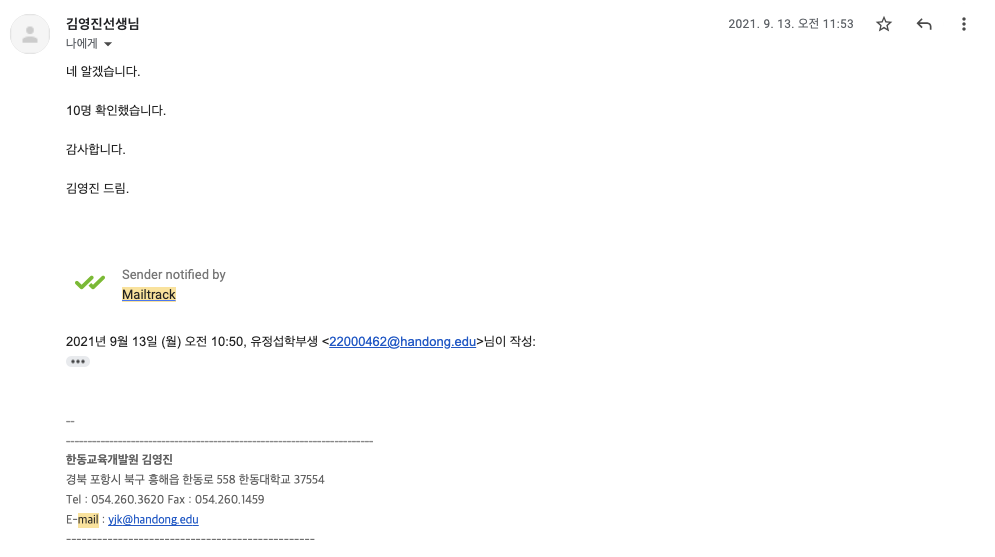 김영진선생님
2021. 9. 13. 오전 11:53
나에게
네 알겠습니다.
10명 확인했습니다.
감사합니다.
김영진 드림.
Sender notified by
Mailtrack
2021년 9월 13일 (월) 오전 10:50, 유정섭학부생 <22000462@handong.edu>님이 작성:
--
-----------------------------------------------------------------------
한동교육개발원 김영진
경북 포항시 북구 흥해읍 한동로 558 한동대학교 37554
Tel : 054.260.3620 Fax : 054.260.1459
E-mail : yjk@handong.edu
------------------------------------------------